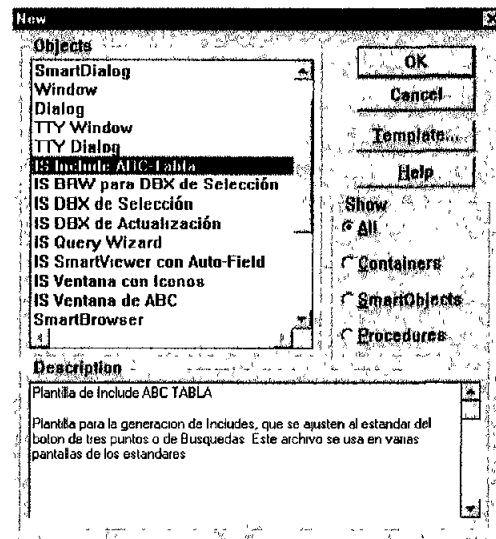 New
Objects
SmartDialog
Window
Dialog
TTY Window
TTY Dialog
IS Include ABC-Tabla
IS BRW para DBX de Selección
IS DBX de Selección
IS DBX de Actualización
IS Query Wizard
IS SmartViewer con Auto-Field
IS Ventana con Iconos
IS Ventana de ABC
SmartBrowser
OK
Cancel
Template...
Help
Show
All
Containers
SmartObjects
Procedures
Description
Plantilla de Include ABC TABLA
Plantilla para la generacion de Includes, que se ajusten al estandar del
boton de tres puntos o de Busquedas. Este archivo se usa en varias
pantallas de los estandares